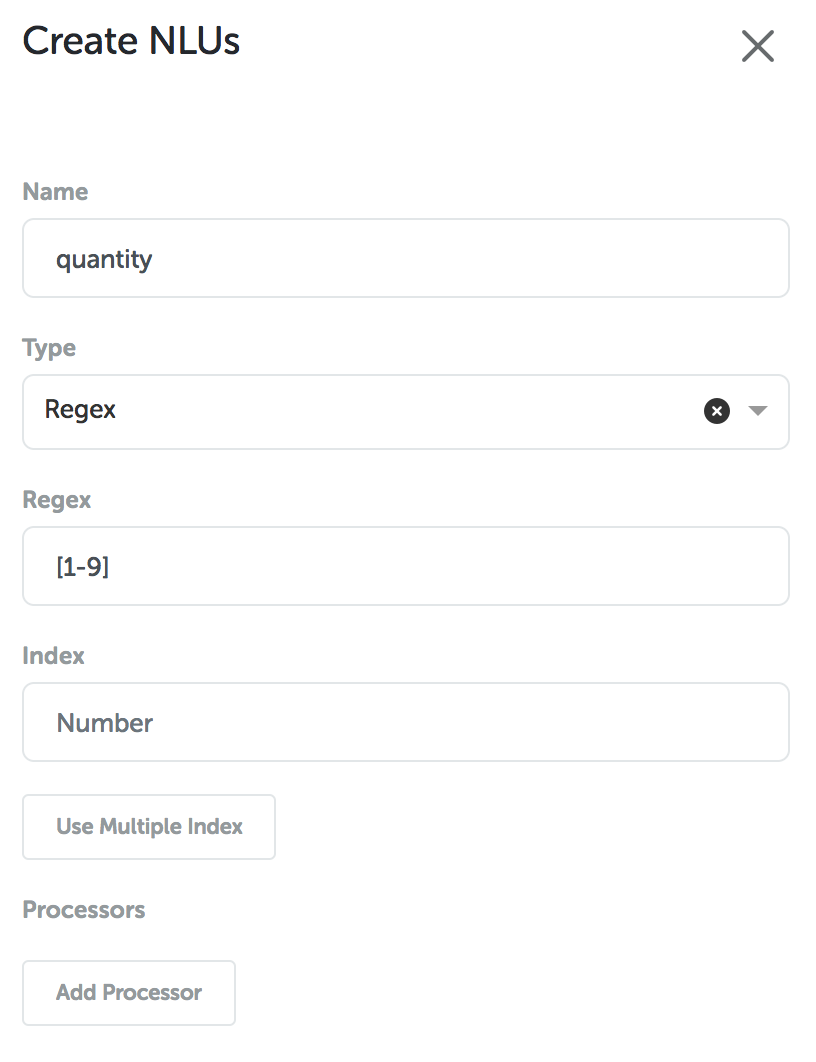 Create NLUs
Name
quantity
Type
Regex
Regex
[1-9]
Index
Number
Use Multiple Index
Processors
Add Processor